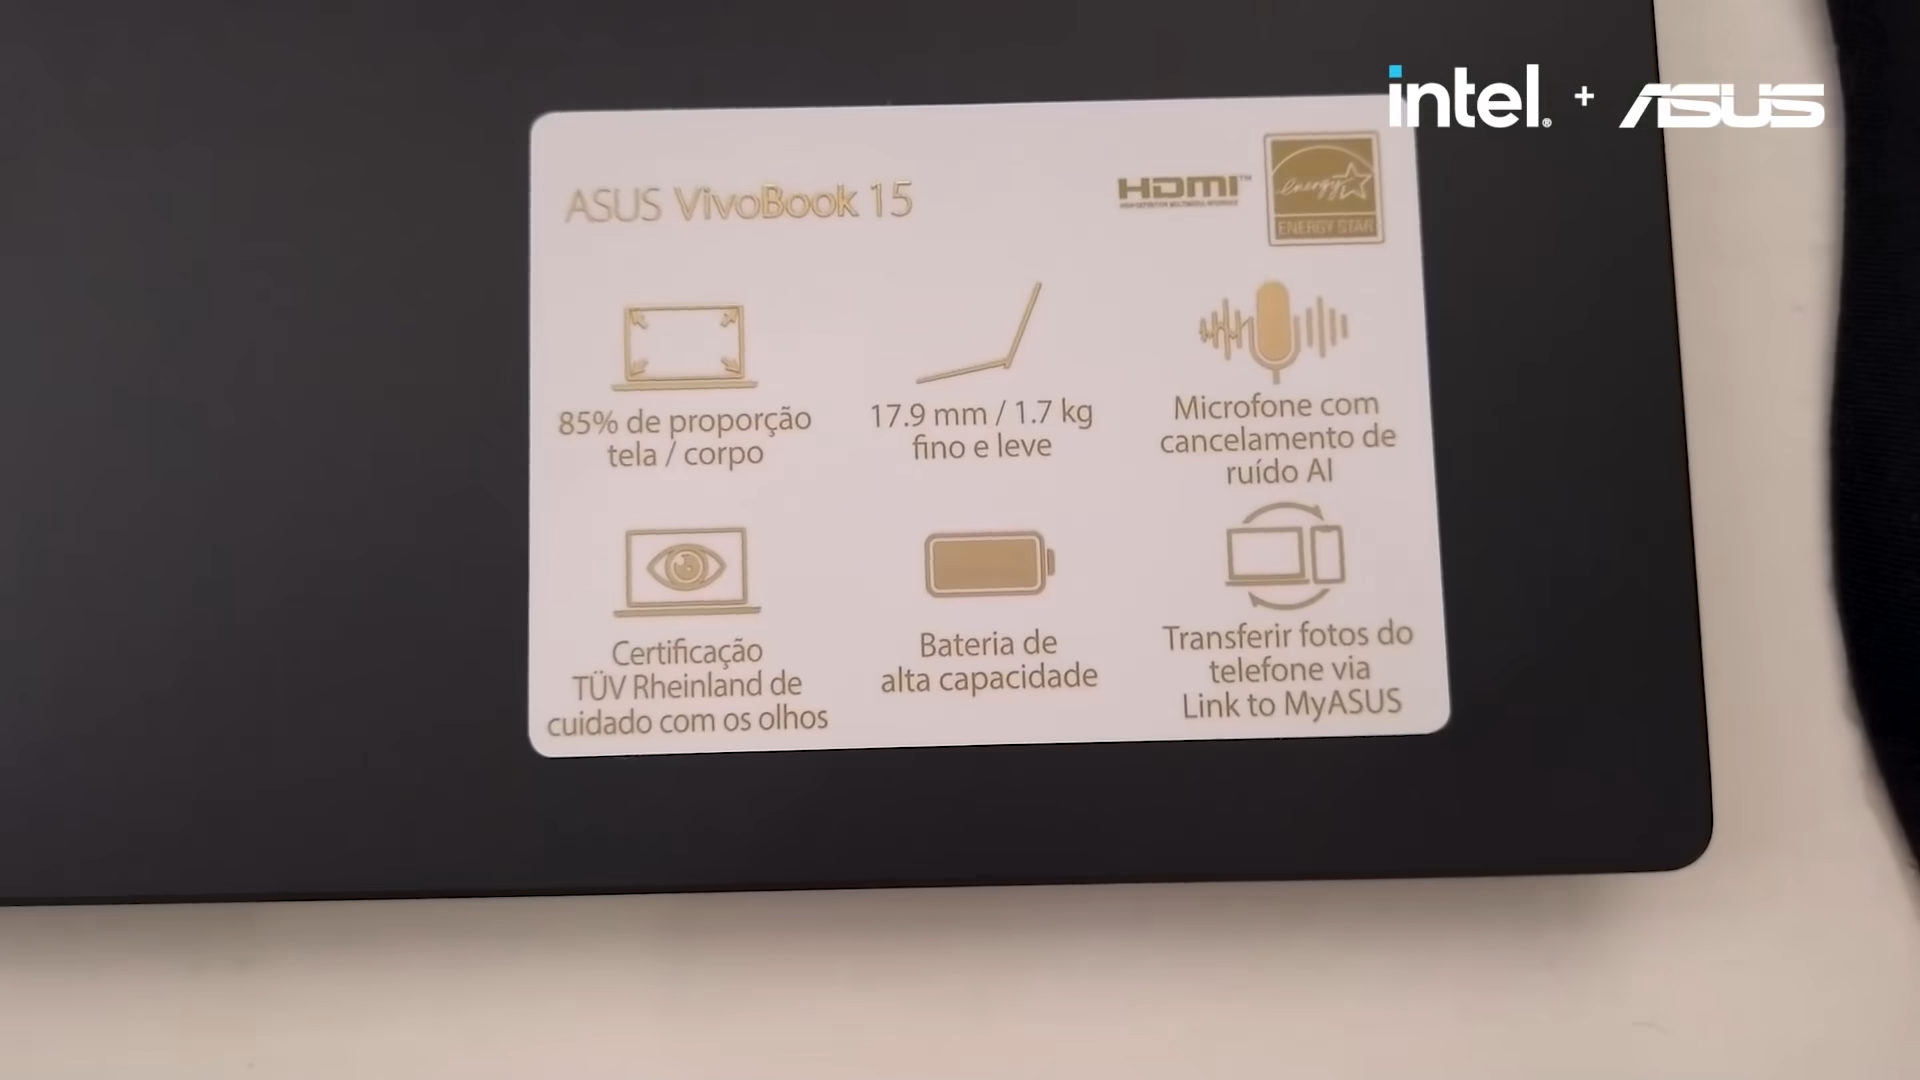 intel + ASUS
ASUS VivoBook 15
HDMI™
energy
ENERGY STAR
85% de proporção
tela / corpo
17.9 mm / 1.7 kg
fino e leve
Microfone com
cancelamento de
ruído AI
Certificação
TÜV Rheinland de
cuidado com os olhos
Bateria de
alta capacidade
Transferir fotos do
telefone via
Link to MyASUS